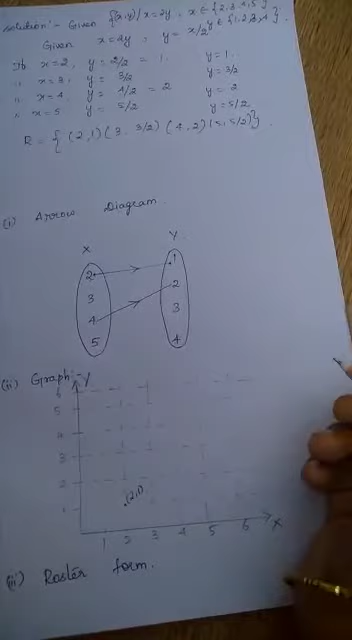 Solution:- Given {(x,y)/x=2y, x ∈ {2,3,4,5}
y ∈ {1,2,3,4}.
Given x=2y ; y = x/2
If x=2, y = 2/2 = 1. y=1.
" x=3, y = 3/2 y=3/2
" x=4 y = 4/2 = 2 y = 2
" x=5 y = 5/2 y=5/2.
R = { (2,1) (3, 3/2) (4,2) (5,5/2)}.
(i) Arrow Diagram.
X Y
2 1
3 2
4 3
5 4
(ii) Graph:- Y
6
5
4
3
2
1
(2,1)
1 2 3 4 5 6 X
(iii) Roster form.